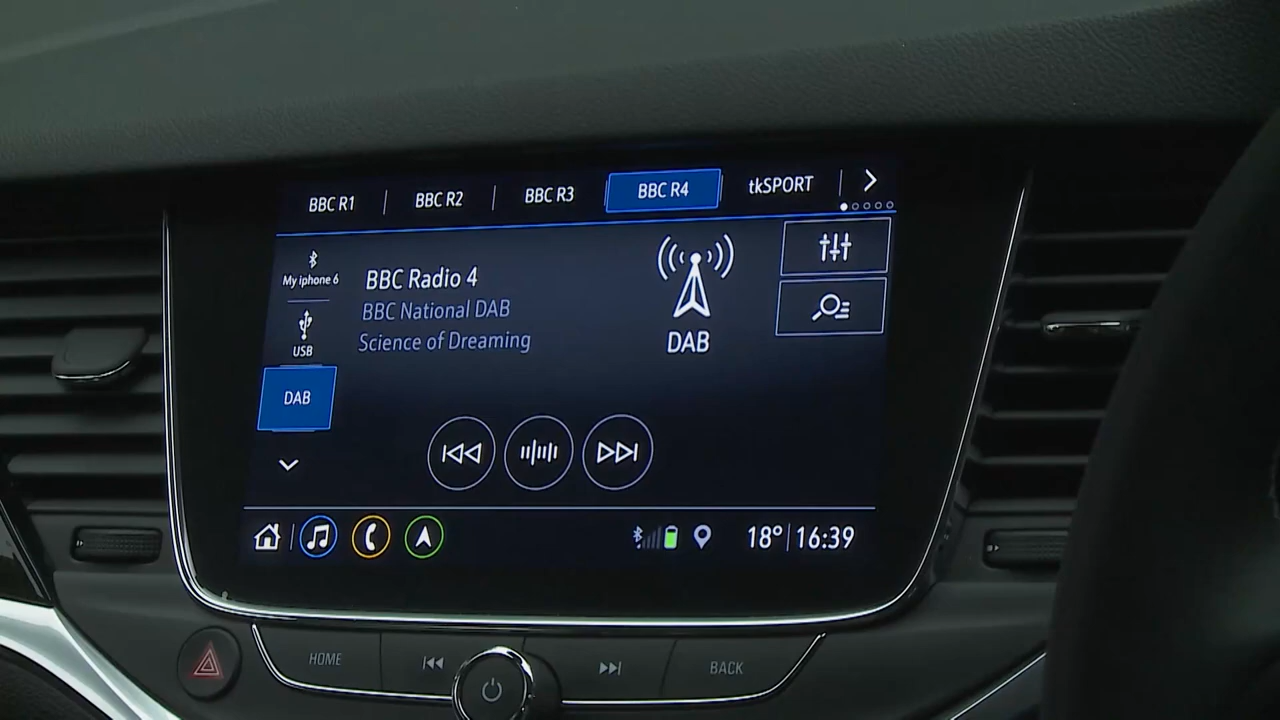 BBC R1 BBC R2 BBC R3 BBC R4 tkSPORT
My iphone 6
USB
DAB
BBC Radio 4
BBC National DAB
Science of Dreaming
DAB
18° 16:39
HOME BACK